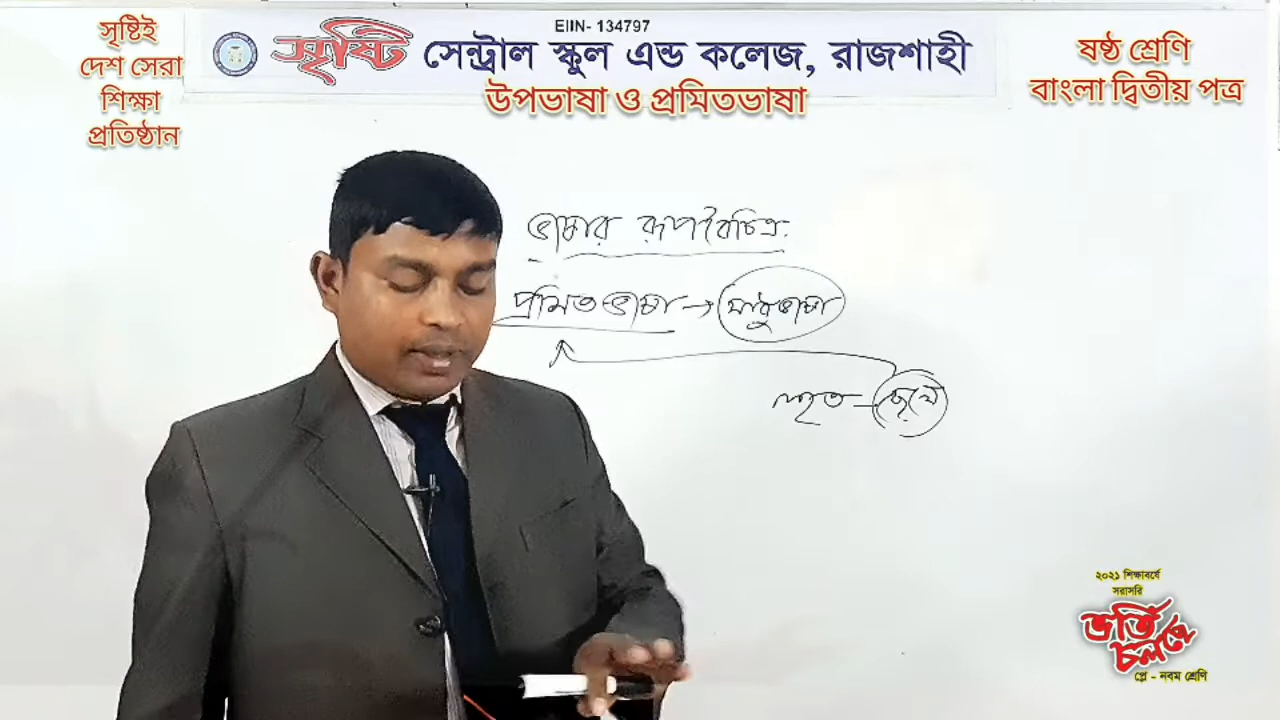 সৃষ্টিই
দেশ সেরা
শিক্ষা
প্রতিষ্ঠান
EIIN- 134797
সৃষ্টি সেন্ট্রাল স্কুল এন্ড কলেজ, রাজশাহী
উপভাষা ও প্রমিতভাষা
ষষ্ঠ শ্রেণি
বাংলা দ্বিতীয় পত্র
ভাষার রূপবৈচিত্র
প্রমিত ভাষা → সাধুভাষা
২০২১ শিক্ষাবর্ষে
সরাসরি
ভর্তি
চলছে
প্লে - নবম শ্রেণি